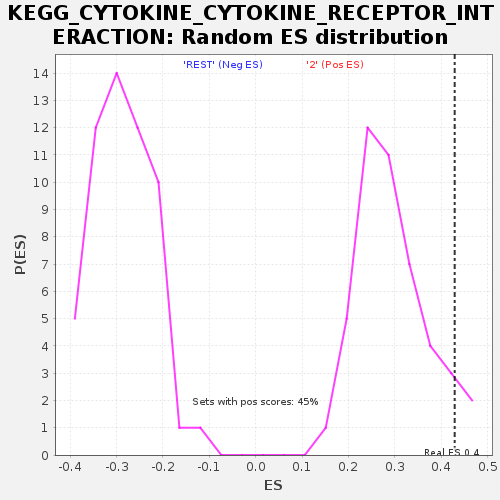 KEGG_CYTOKINE_CYTOKINE_RECEPTOR_INT
ERACTION: Random ES distribution
'REST' (Neg ES) '2' (Pos ES)
14
13
12
11
10
9
8
7
6
5
4
3
2
1
0
P(ES)
Sets with pos scores: 45%
Real ES 0.4
-0.4 -0.3 -0.2 -0.1 0.0 0.1 0.2 0.3 0.4 0.5
ES